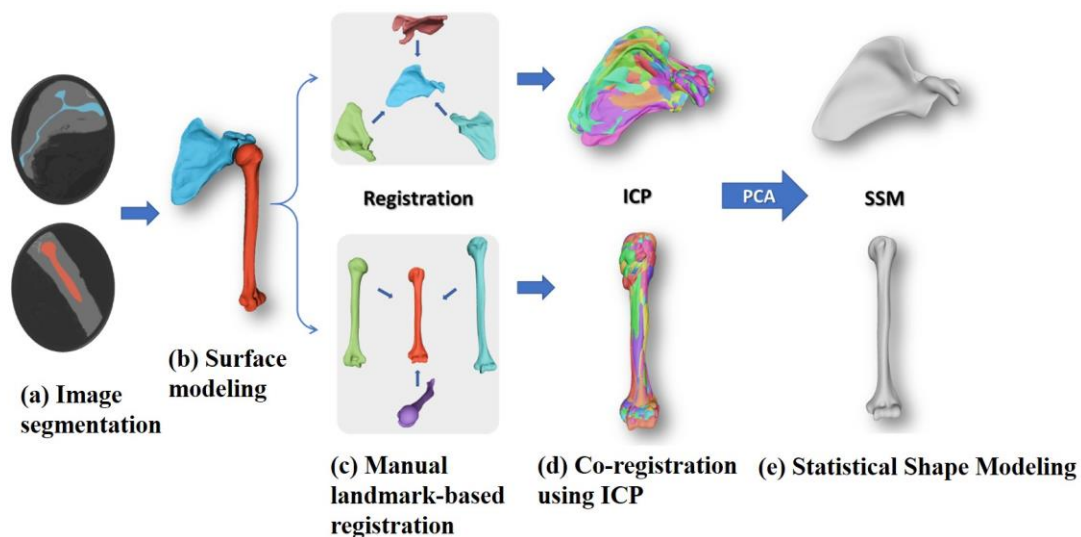 Registration
ICP
PCA
SSM
(a) Image
segmentation
(b) Surface
modeling
(c) Manual
landmark-based
registration
(d) Co-registration
using ICP
(e) Statistical Shape Modeling